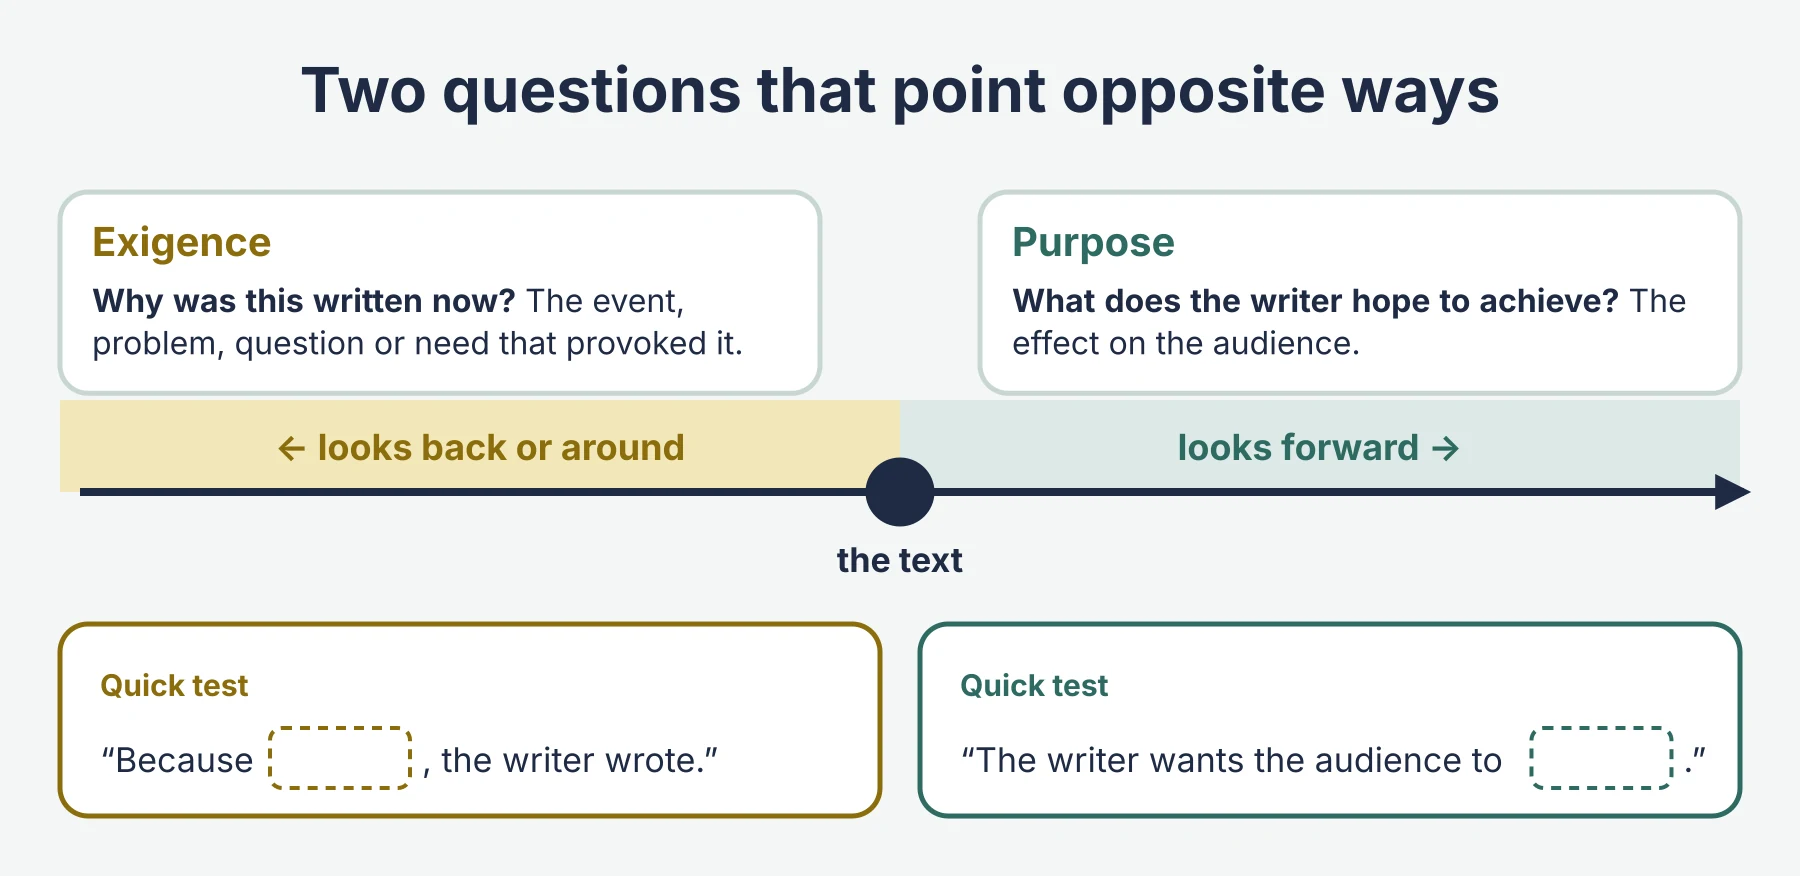 Two questions that point opposite ways
Exigence
Why was this written now? The event,
problem, question or need that provoked it.
Purpose
What does the writer hope to achieve? The
effect on the audience.
← looks back or around
looks forward →
the text
Quick test
“Because , the writer wrote.”
Quick test
“The writer wants the audience to .”